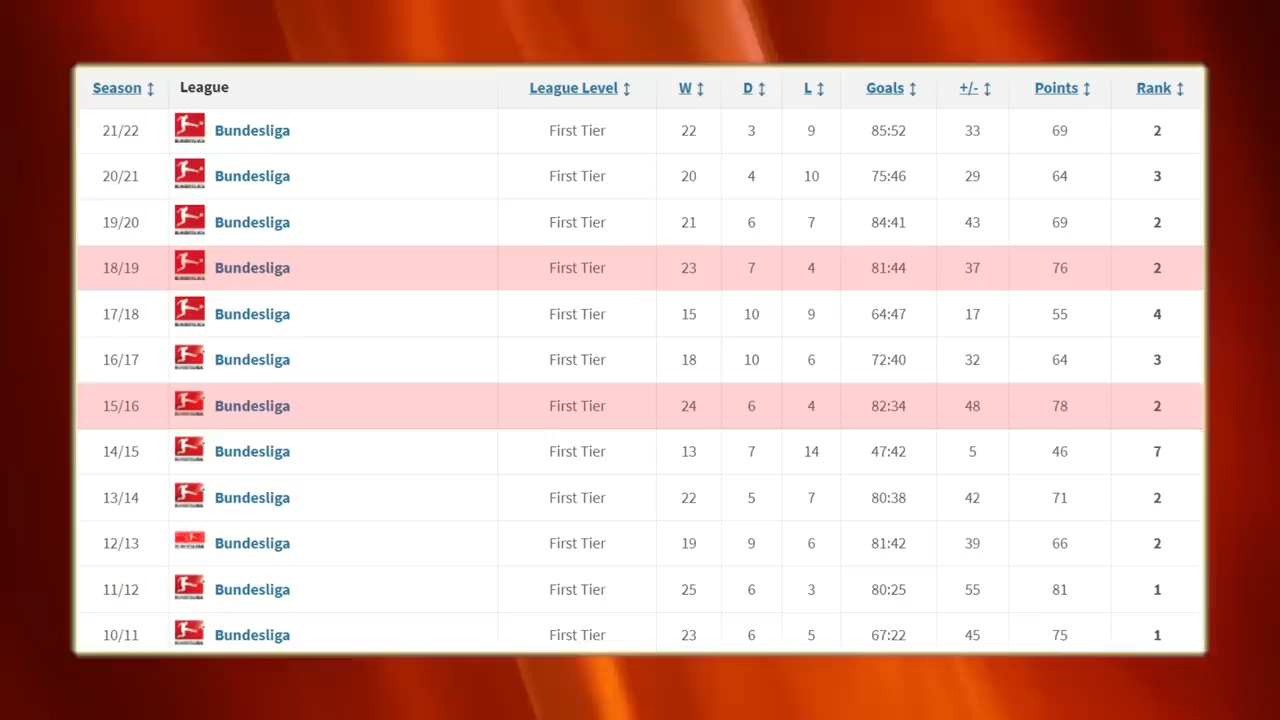 Season ↕ League League Level ↕ W ↕ D ↕ L ↕ Goals ↕ +/- ↕ Points ↕ Rank ↕
21/22 Bundesliga First Tier 22 3 9 85:52 33 69 2
20/21 Bundesliga First Tier 20 4 10 75:46 29 64 3
19/20 Bundesliga First Tier 21 6 7 84:41 43 69 2
18/19 Bundesliga First Tier 23 7 4 81:44 37 76 2
17/18 Bundesliga First Tier 15 10 9 64:47 17 55 4
16/17 Bundesliga First Tier 18 10 6 72:40 32 64 3
15/16 Bundesliga First Tier 24 6 4 82:34 48 78 2
14/15 Bundesliga First Tier 13 7 14 47:42 5 46 7
13/14 Bundesliga First Tier 22 5 7 80:38 42 71 2
12/13 Bundesliga First Tier 19 9 6 81:42 39 66 2
11/12 Bundesliga First Tier 25 6 3 80:25 55 81 1
10/11 Bundesliga First Tier 23 6 5 67:22 45 75 1